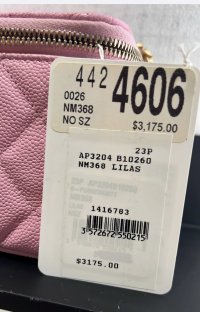 442 4606
0026
NM368
NO SZ
$3,175.00
23P
AP3204 B10260
NM368 LILAS
1416783
3 572672 550215
$3175.00